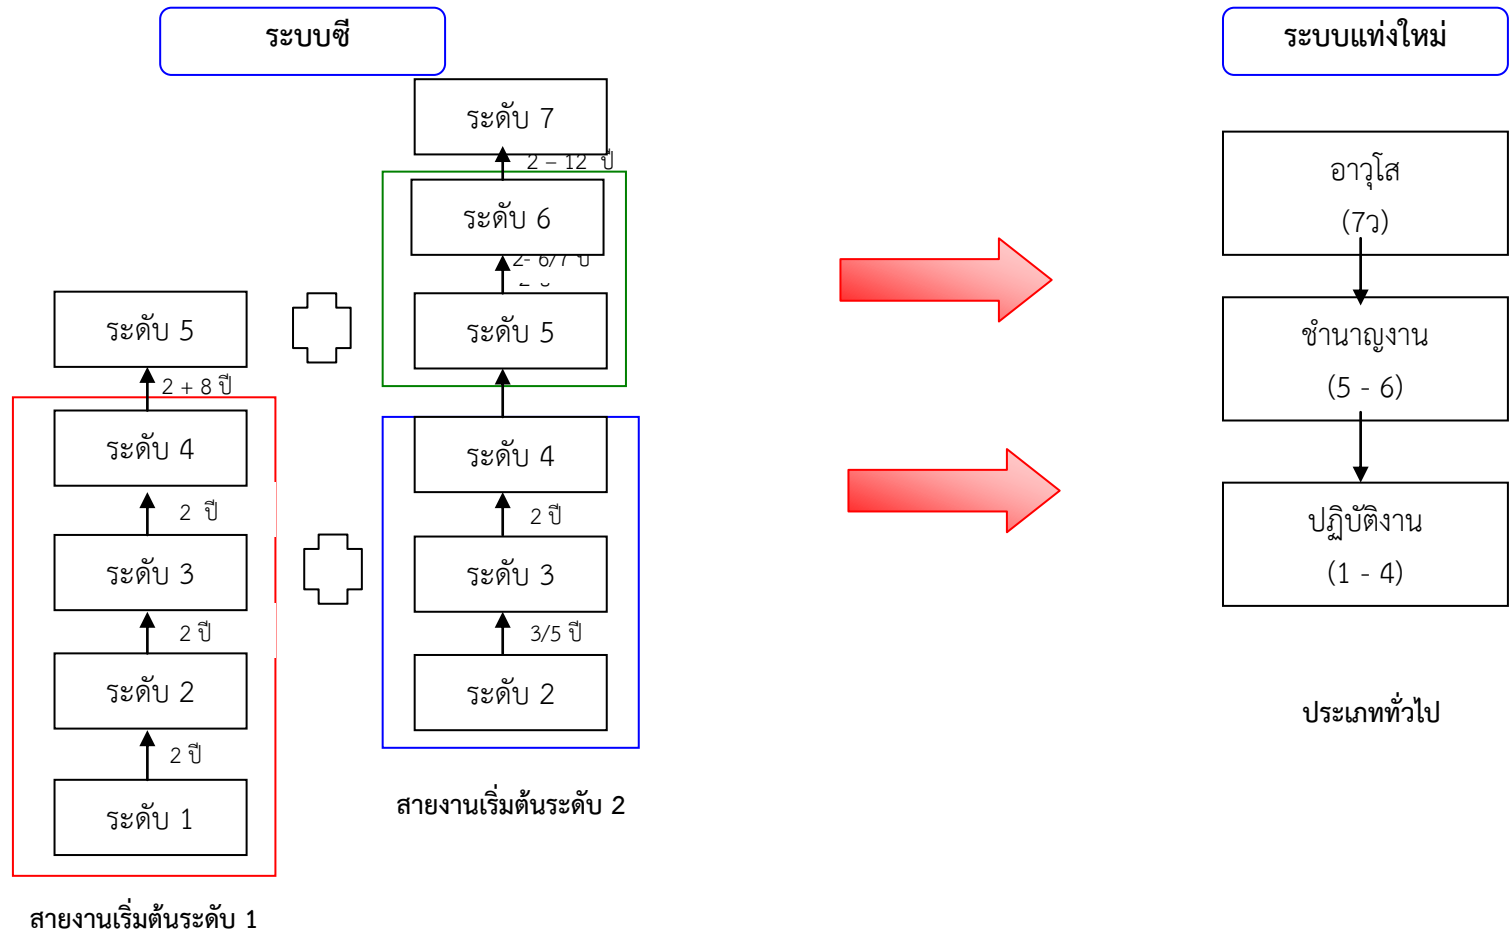 ระบบซี
ระบบแท่งใหม่
ระดับ 7
2 – 12 ปี
ระดับ 6
2- 6/7 ปี
ระดับ 5
ระดับ 4
2 ปี
ระดับ 3
3/5 ปี
ระดับ 2
สายงานเริ่มต้นระดับ 2
ระดับ 5
2 + 8 ปี
ระดับ 4
2 ปี
ระดับ 3
2 ปี
ระดับ 2
2 ปี
ระดับ 1
สายงานเริ่มต้นระดับ 1
อาวุโส
(7ว)
ชำนาญงาน
(5 - 6)
ปฏิบัติงาน
(1 - 4)
ประเภททั่วไป